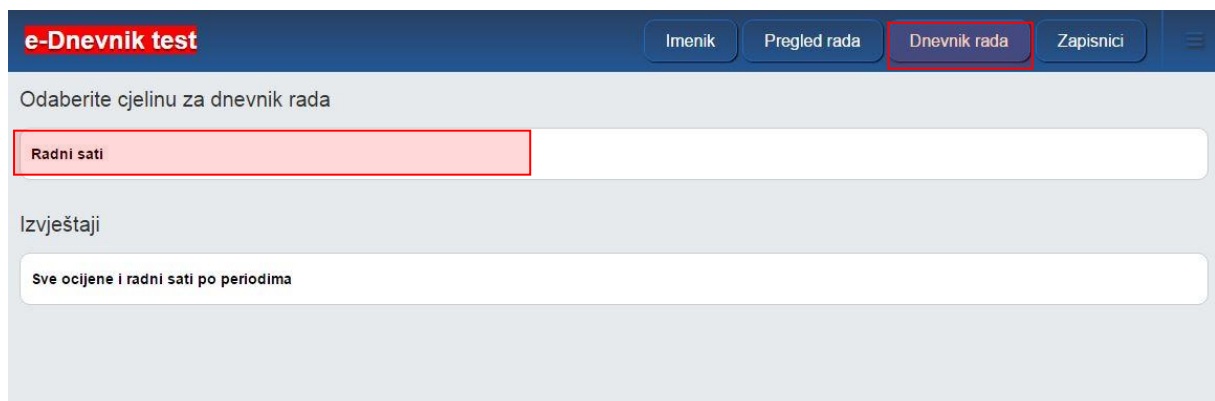 e-Dnevnik test
Imenik
Pregled rada
Dnevnik rada
Zapisnici
Odaberite cjelinu za dnevnik rada
Radni sati
Izvještaji
Sve ocijene i radni sati po periodima